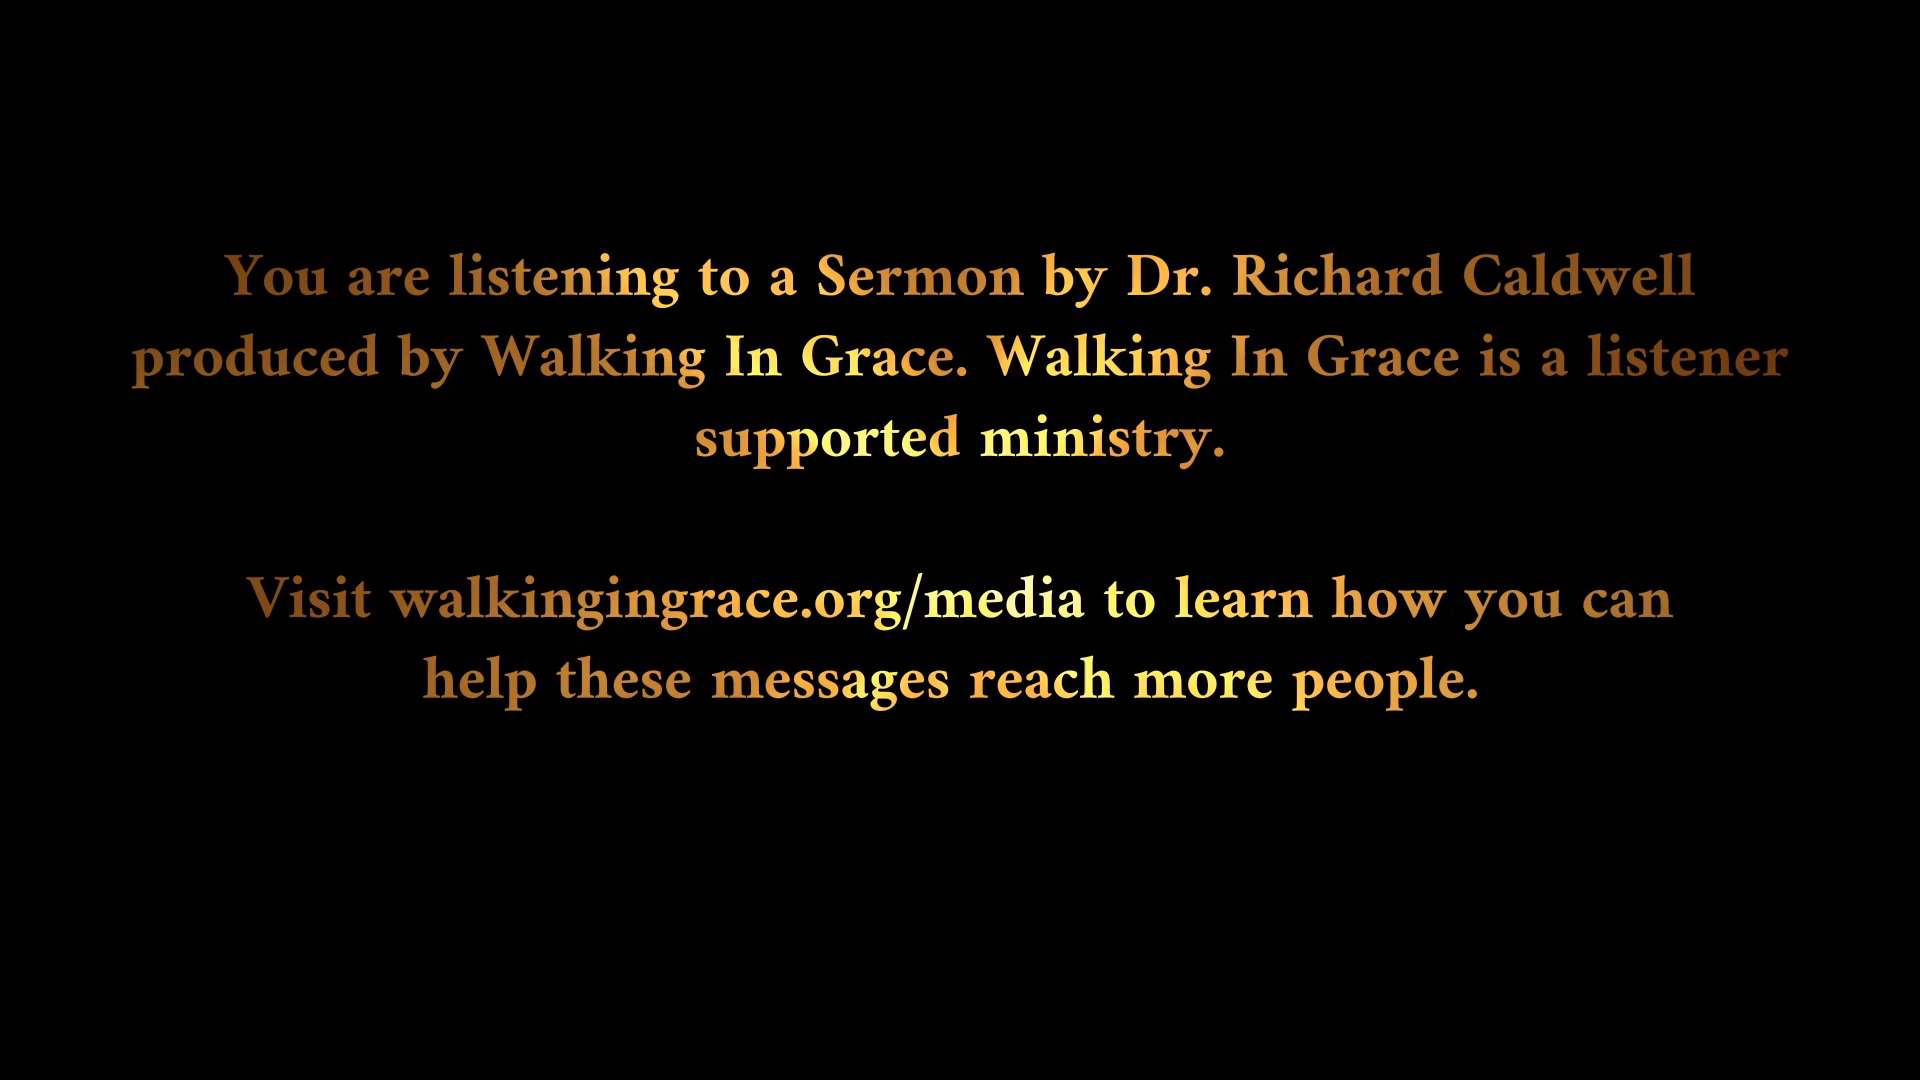 You are listening to a Sermon by Dr. Richard Caldwell
produced by Walking In Grace. Walking In Grace is a listener
supported ministry.
Visit walkingingrace.org/media to learn how you can
help these messages reach more people.